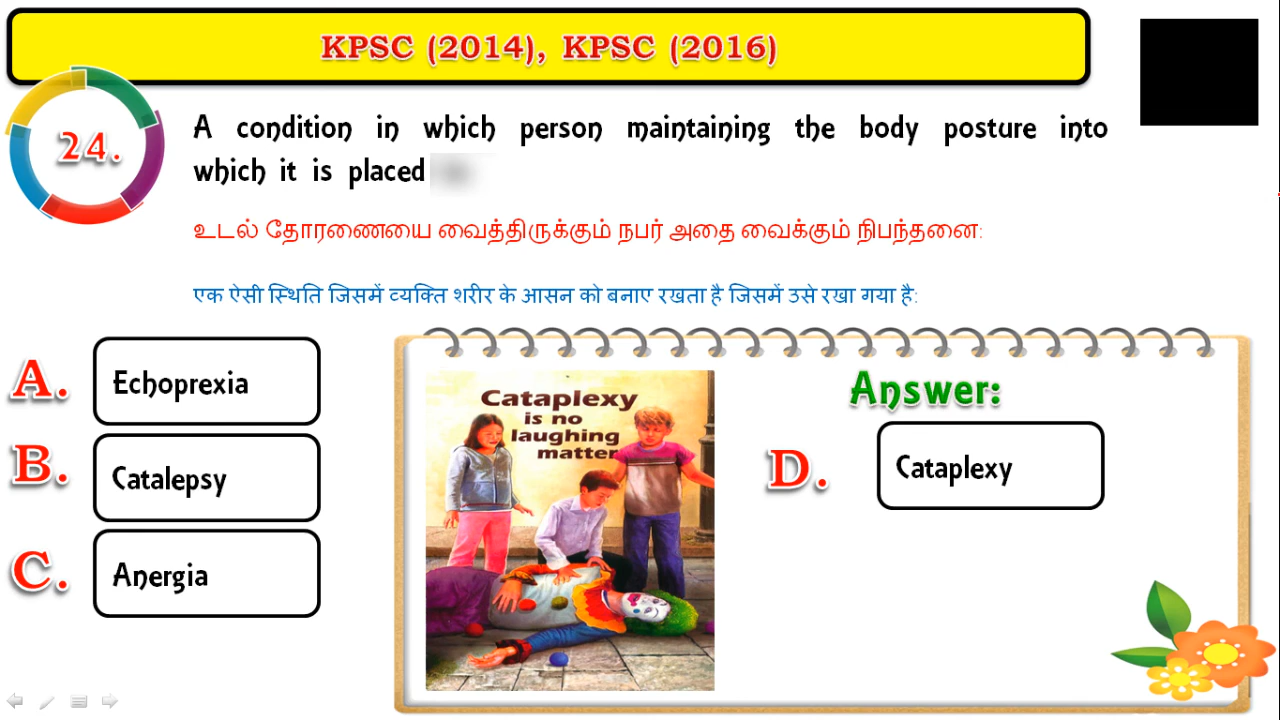 KPSC (2014), KPSC (2016)
24.
A condition in which person maintaining the body posture into
which it is placed
உடல் தோரணையை வைத்திருக்கும் நபர் அதை வைக்கும் நிபந்தனை:
एक ऐसी स्थिति जिसमें व्यक्ति शरीर के आसन को बनाए रखता है जिसमें उसे रखा गया है:
A. Echoprexia
B. Catalepsy
C. Anergia
Cataplexy
is no
laughing
matter
Answer:
D. Cataplexy